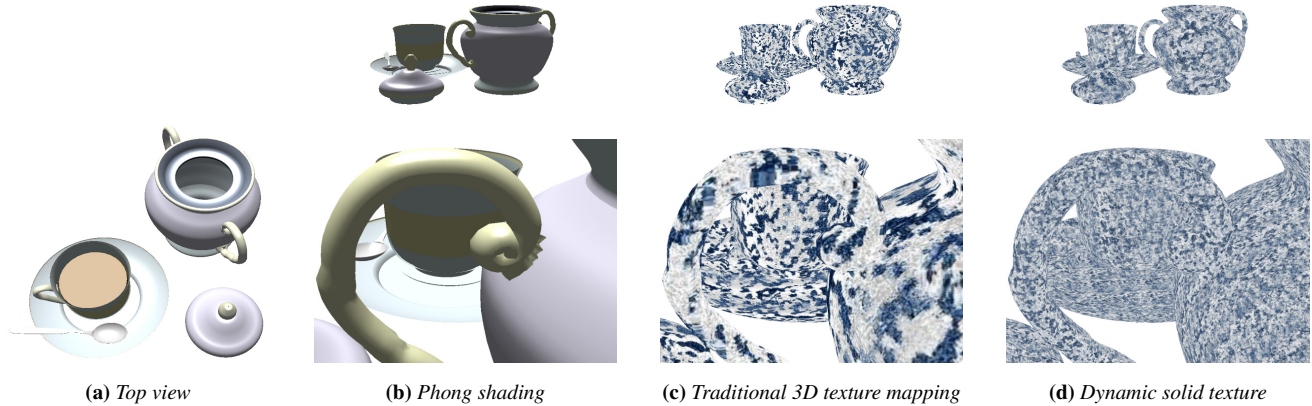 (a) Top view
(b) Phong shading
(c) Traditional 3D texture mapping
(d) Dynamic solid texture